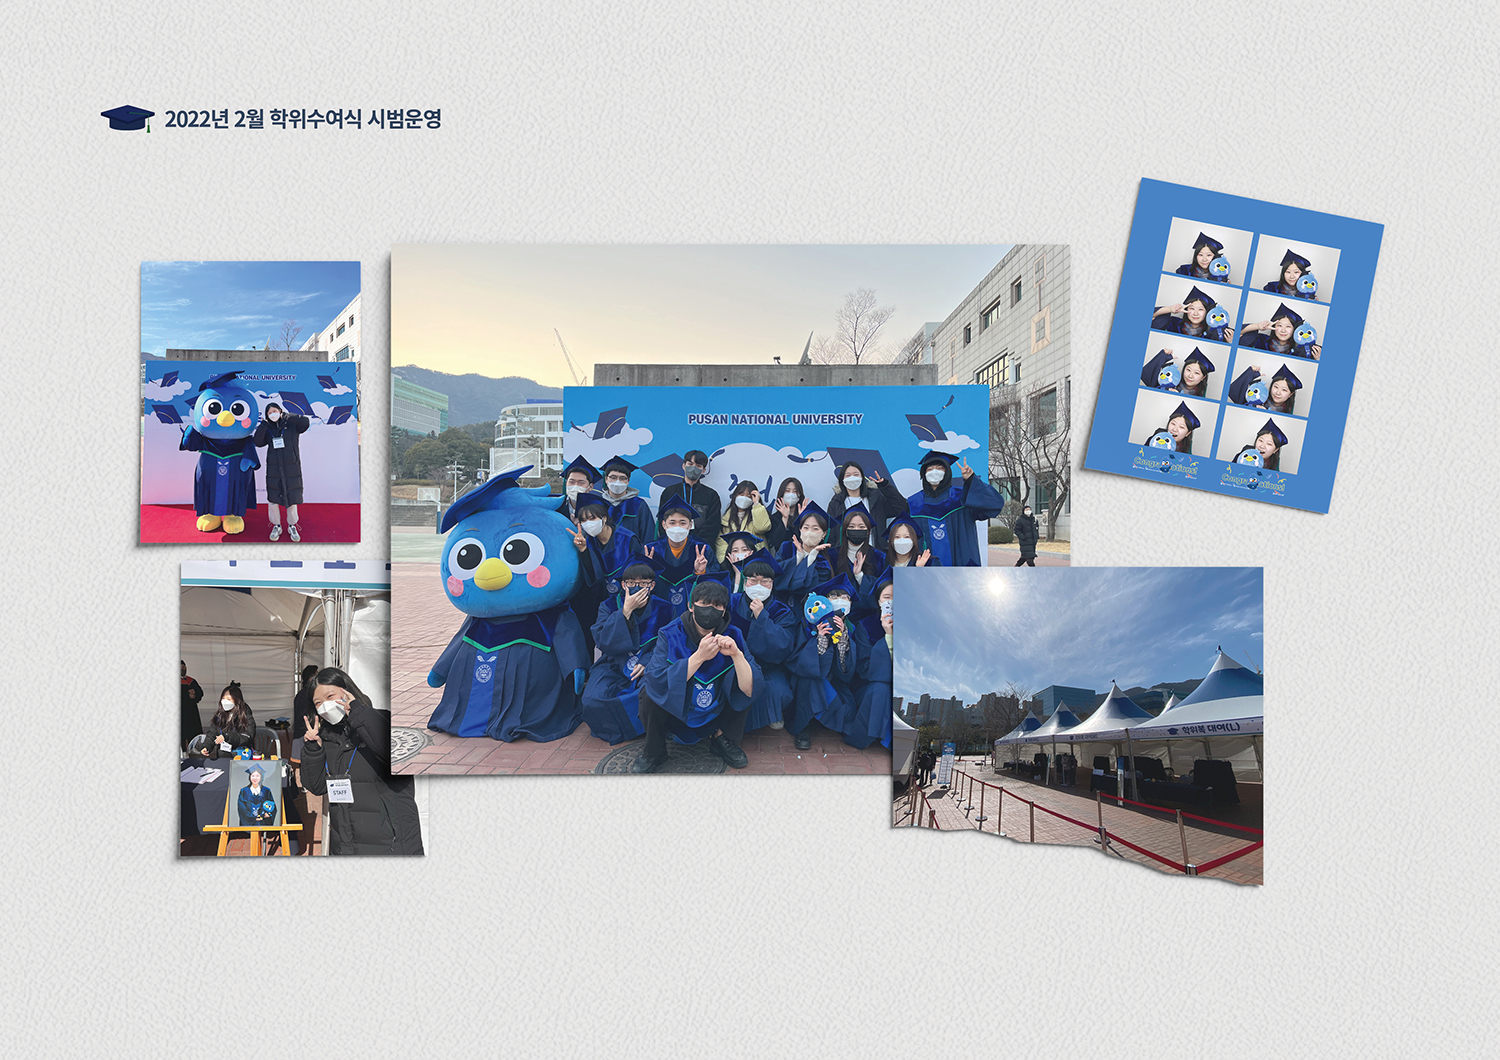 2022년 2월 학위수여식 시범운영
NATIONAL UNIVERSITY
PUSAN NATIONAL UNIVERSITY
STAFF
학위복 대여(L)
Congratulations!
Congratulations!